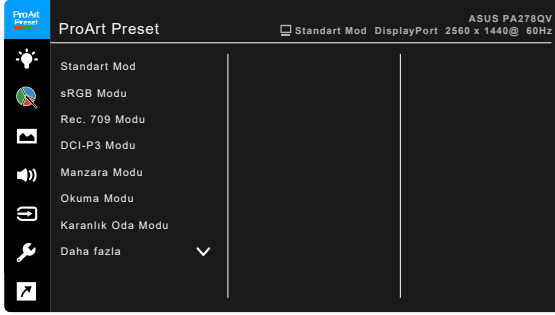 ProArt
Preset
ProArt Preset
ASUS PA278QV
Standart Mod DisplayPort 2560 x 1440@ 60Hz
Standart Mod
sRGB Modu
Rec. 709 Modu
DCI-P3 Modu
Manzara Modu
Okuma Modu
Karanlık Oda Modu
Daha fazla